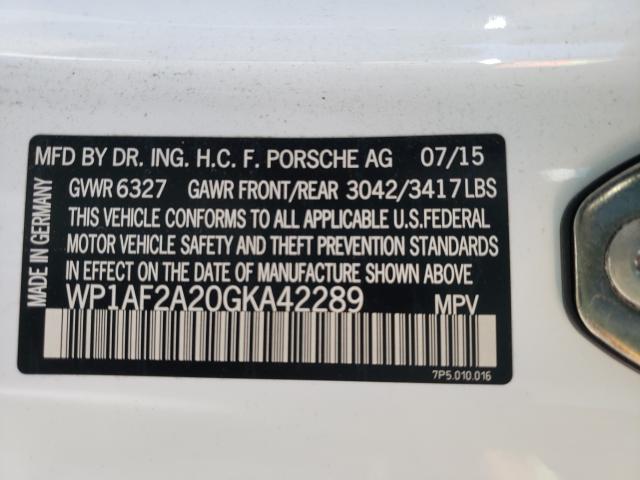 MFD BY DR. ING. H.C. F. PORSCHE AG 07/15
GVWR 6327 GAWR FRONT/REAR 3042/3417 LBS
THIS VEHICLE CONFORMS TO ALL APPLICABLE U.S.FEDERAL
MOTOR VEHICLE SAFETY AND THEFT PREVENTION STANDARDS
IN EFFECT ON THE DATE OF MANUFACTURE SHOWN ABOVE
WP1AF2A20GKA42289 MPV
7P5.010.016
MADE IN GERMANY